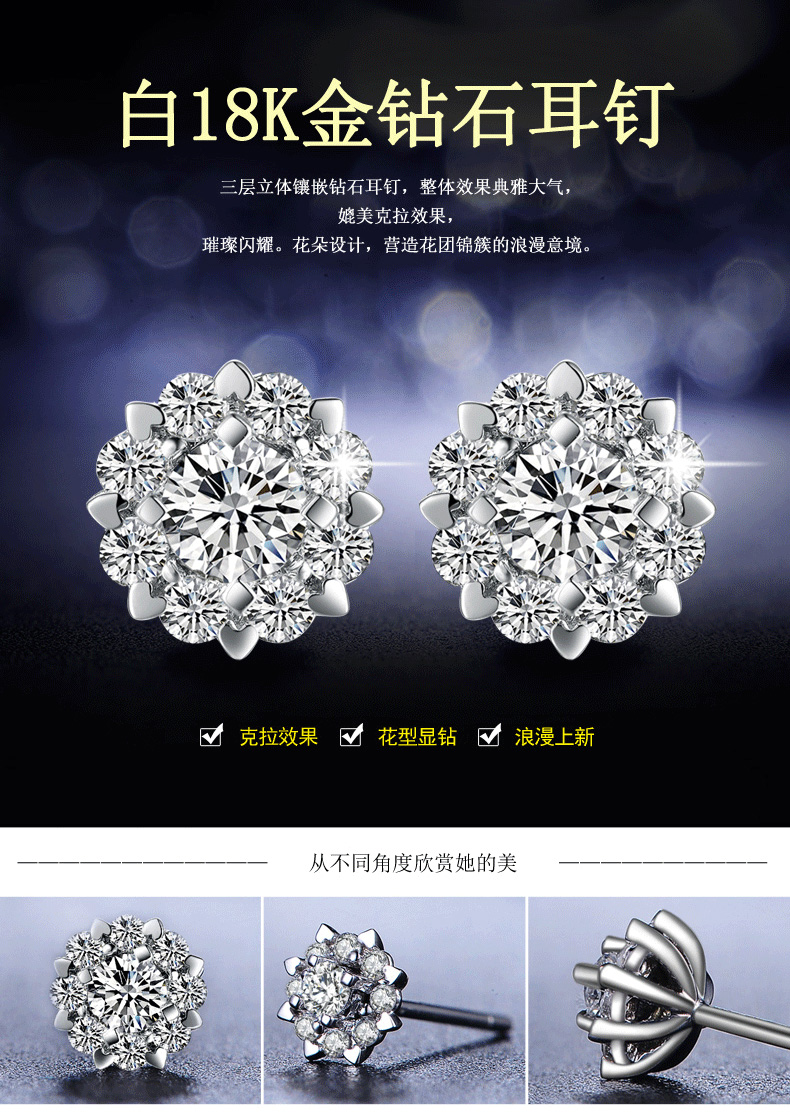 白18K金钻石耳钉
三层立体镶嵌钻石耳钉，整体效果典雅大气，
媲美克拉效果，
璀璨闪耀。花朵设计，营造花团锦簇的浪漫意境。
克拉效果 花型显钻 浪漫上新
从不同角度欣赏她的美